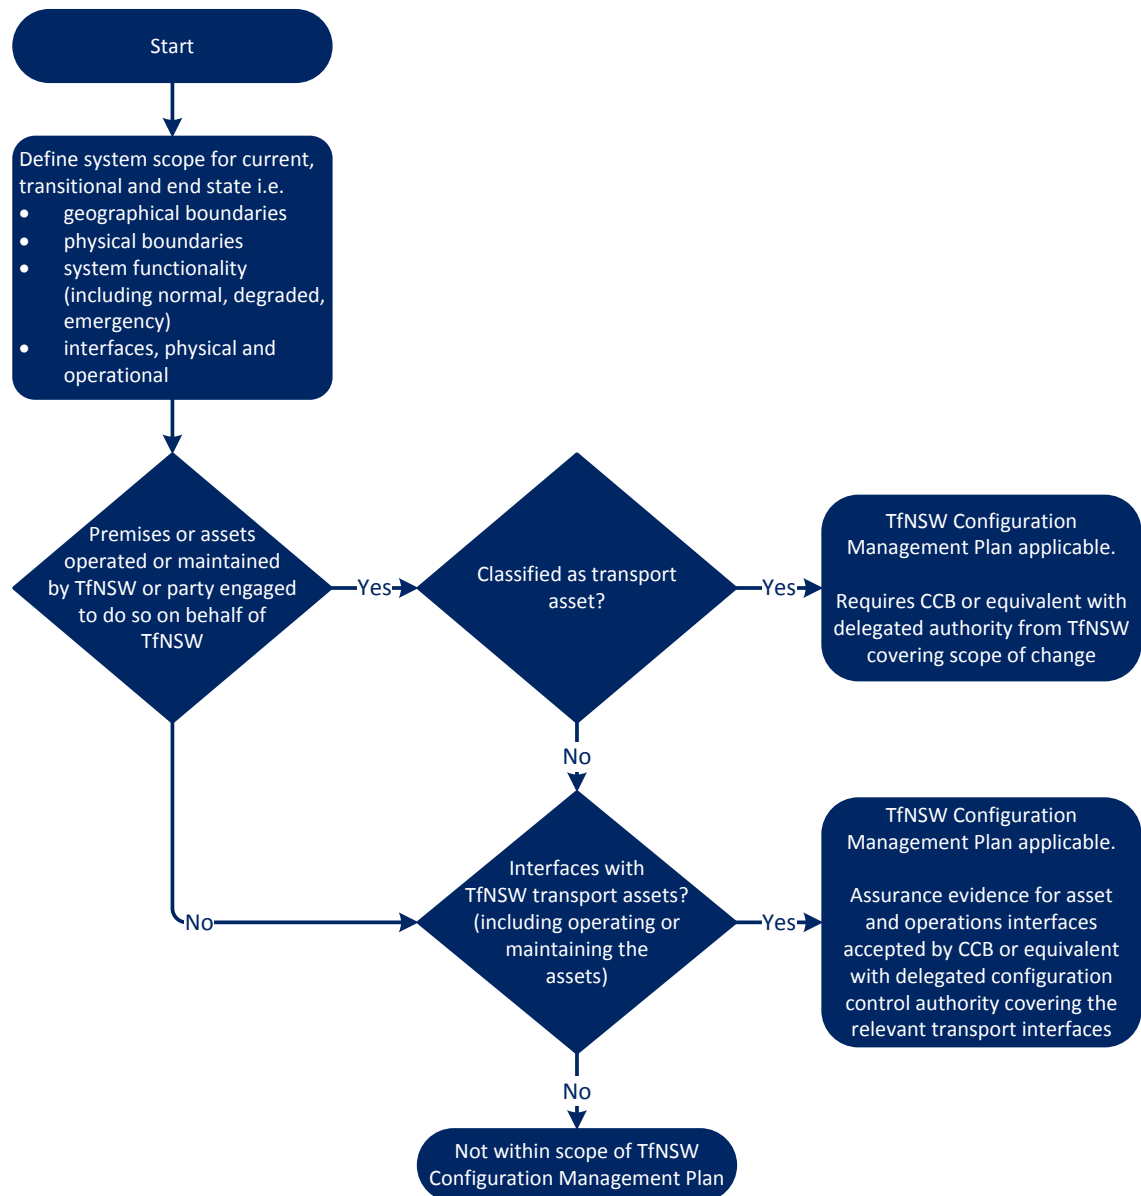 Start
Define system scope for current,
transitional and end state i.e.
• geographical boundaries
• physical boundaries
• system functionality
(including normal, degraded,
emergency)
• interfaces, physical and
operational
Premises or assets
operated or maintained
by TfNSW or party engaged
to do so on behalf of
TfNSW
Yes
Classified as transport
asset?
Yes
TfNSW Configuration
Management Plan applicable.
Requires CCB or equivalent with
delegated authority from TfNSW
covering scope of change
No
No
Interfaces with
TfNSW transport assets?
(including operating or
maintaining the
assets)
Yes
TfNSW Configuration
Management Plan applicable.
Assurance evidence for asset
and operations interfaces
accepted by CCB or equivalent
with delegated configuration
control authority covering the
relevant transport interfaces
No
Not within scope of TfNSW
Configuration Management Plan